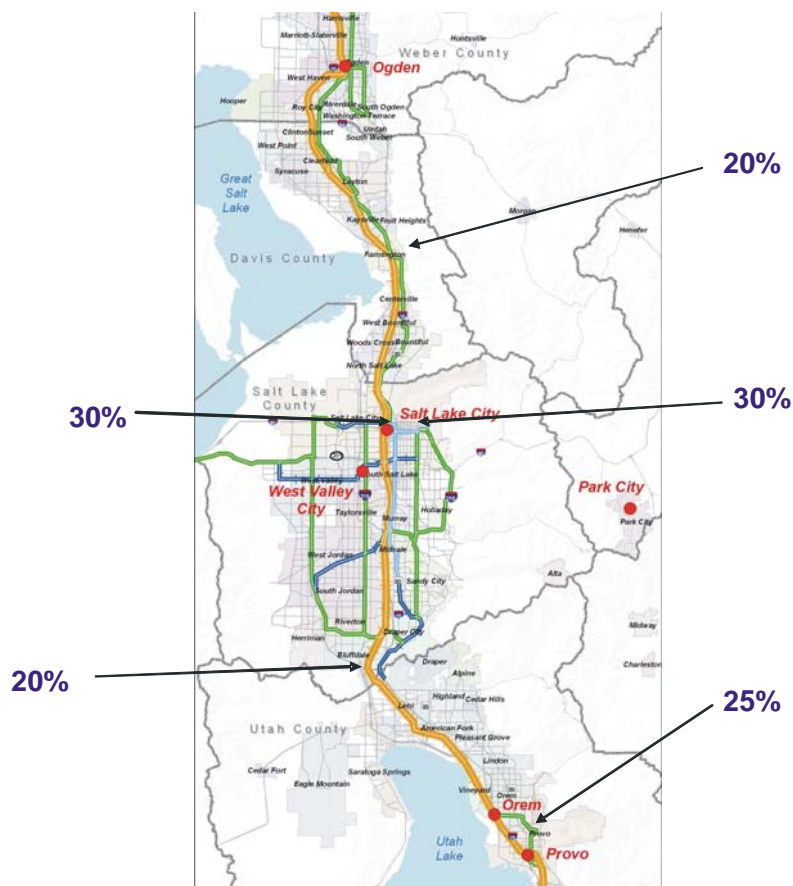 Harrisville
Marriott-Slaterville
Huntsville
Weber County
Ogden
West Haven
Hooper
Roy City
Riverdale
South Ogden
Washington Terrace
Uintah
Clinton
Sunset
South Weber
West Point
Clearfield
Syracuse
20%
Great
Salt
Lake
Layton
Morgan
Kaysville
Fruit Heights
Henefer
Davis County
Farmington
Centerville
West Bountiful
Woods Cross
Bountiful
North Salt Lake
Salt Lake
County
30%
30%
Salt Lake City
Salt Lake City
South Salt Lake
West Valley
West Valley
City
Park City
Taylorsville
Holladay
Murray
Park City
West Jordan
Midvale
Alta
Sandy City
South Jordan
Riverton
Midway
Herriman
Draper City
Bluffdale
Draper
Charleston
20%
Alpine
Highland
Cedar Hills
25%
Lehi
Utah County
American Fork
Pleasant Grove
Lindon
Cedar Fort
Saratoga Springs
Eagle Mountain
Vineyard
Orem
Orem
Provo
Utah
Lake
Provo